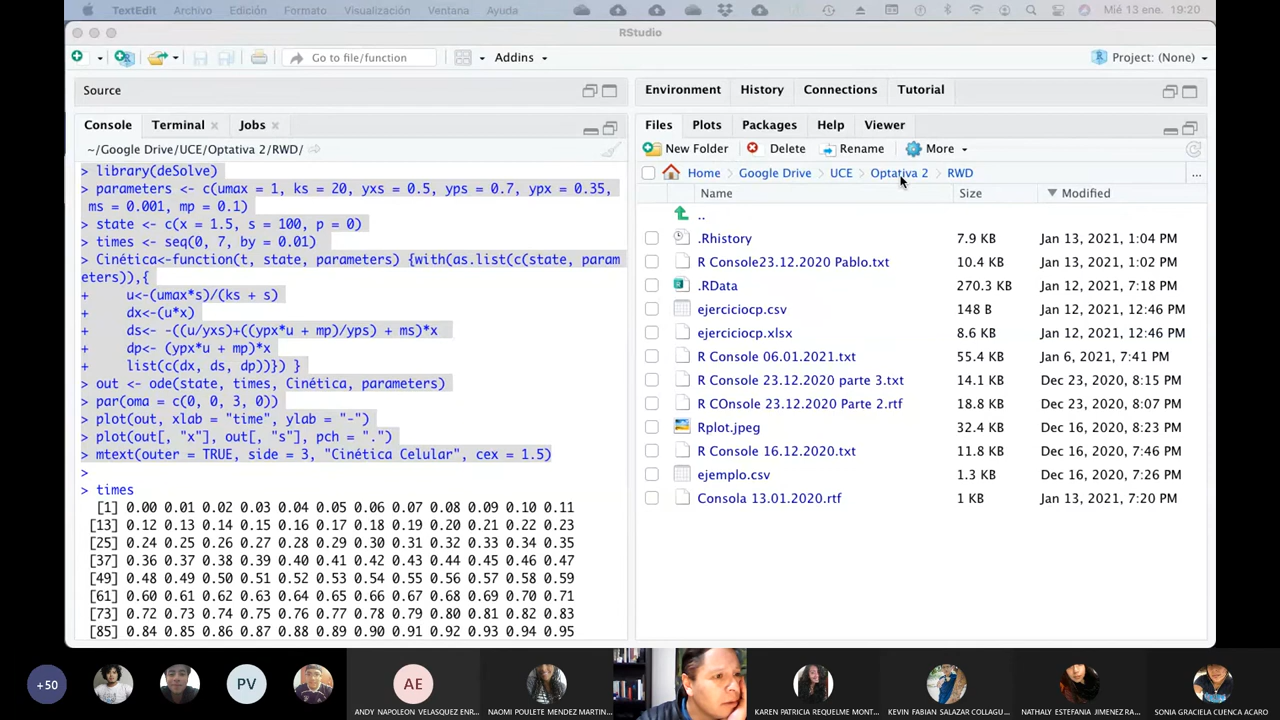 TextEdit Archivo Edición Formato Visualización Ventana Ayuda Mié 13 ene. 19:20
RStudio
Go to file/function Addins Project: (None)
Source
Console Terminal Jobs
~/Google Drive/UCE/Optativa 2/RWD/
> library(deSolve)
> parameters <- c(umax = 1, ks = 20, yxs = 0.5, yps = 0.7, ypx = 0.35,
ms = 0.001, mp = 0.1)
> state <- c(x = 1.5, s = 100, p = 0)
> times <- seq(0, 7, by = 0.01)
> Cinética<-function(t, state, parameters) {with(as.list(c(state, param
eters)),{
+ u<-(umax*s)/(ks + s)
+ dx<-(u*x)
+ ds<- -((u/yxs)+((ypx*u + mp)/yps) + ms)*x
+ dp<- (ypx*u + mp)*x
+ list(c(dx, ds, dp))}) }
> out <- ode(state, times, Cinética, parameters)
> par(oma = c(0, 0, 3, 0))
> plot(out, xlab = "time", ylab = "-")
> plot(out[, "x"], out[, "s"], pch = ".")
> mtext(outer = TRUE, side = 3, "Cinética Celular", cex = 1.5)
>
> times
[1] 0.00 0.01 0.02 0.03 0.04 0.05 0.06 0.07 0.08 0.09 0.10 0.11
[13] 0.12 0.13 0.14 0.15 0.16 0.17 0.18 0.19 0.20 0.21 0.22 0.23
[25] 0.24 0.25 0.26 0.27 0.28 0.29 0.30 0.31 0.32 0.33 0.34 0.35
[37] 0.36 0.37 0.38 0.39 0.40 0.41 0.42 0.43 0.44 0.45 0.46 0.47
[49] 0.48 0.49 0.50 0.51 0.52 0.53 0.54 0.55 0.56 0.57 0.58 0.59
[61] 0.60 0.61 0.62 0.63 0.64 0.65 0.66 0.67 0.68 0.69 0.70 0.71
[73] 0.72 0.73 0.74 0.75 0.76 0.77 0.78 0.79 0.80 0.81 0.82 0.83
[85] 0.84 0.85 0.86 0.87 0.88 0.89 0.90 0.91 0.92 0.93 0.94 0.95
Environment History Connections Tutorial
Files Plots Packages Help Viewer
New Folder Delete Rename More
Home Google Drive UCE Optativa 2 RWD ...
Name Size Modified
..
.Rhistory 7.9 KB Jan 13, 2021, 1:04 PM
R Console23.12.2020 Pablo.txt 10.4 KB Jan 13, 2021, 1:02 PM
.RData 270.3 KB Jan 12, 2021, 7:18 PM
ejerciciocp.csv 148 B Jan 12, 2021, 12:46 PM
ejerciciocp.xlsx 8.6 KB Jan 12, 2021, 12:46 PM
R Console 06.01.2021.txt 55.4 KB Jan 6, 2021, 7:41 PM
R Console 23.12.2020 parte 3.txt 14.1 KB Dec 23, 2020, 8:15 PM
R COnsole 23.12.2020 Parte 2.rtf 18.8 KB Dec 23, 2020, 8:07 PM
Rplot.jpeg 32.4 KB Dec 16, 2020, 8:23 PM
R Console 16.12.2020.txt 11.8 KB Dec 16, 2020, 7:46 PM
ejemplo.csv 1.3 KB Dec 16, 2020, 7:26 PM
Consola 13.01.2020.rtf 1 KB Jan 13, 2021, 7:20 PM
+50 PV AE
ANDY NAPOLEON VELASQUEZ ENR... NAOMI POULETE MENDEZ MARTIN... KAREN PATRICIA REQUELME MONT... KEVIN FABIAN SALAZAR COLLAGU... NATHALY ESTEFANIA JIMENEZ RA... SONIA GRACIELA CUENCA ACARO